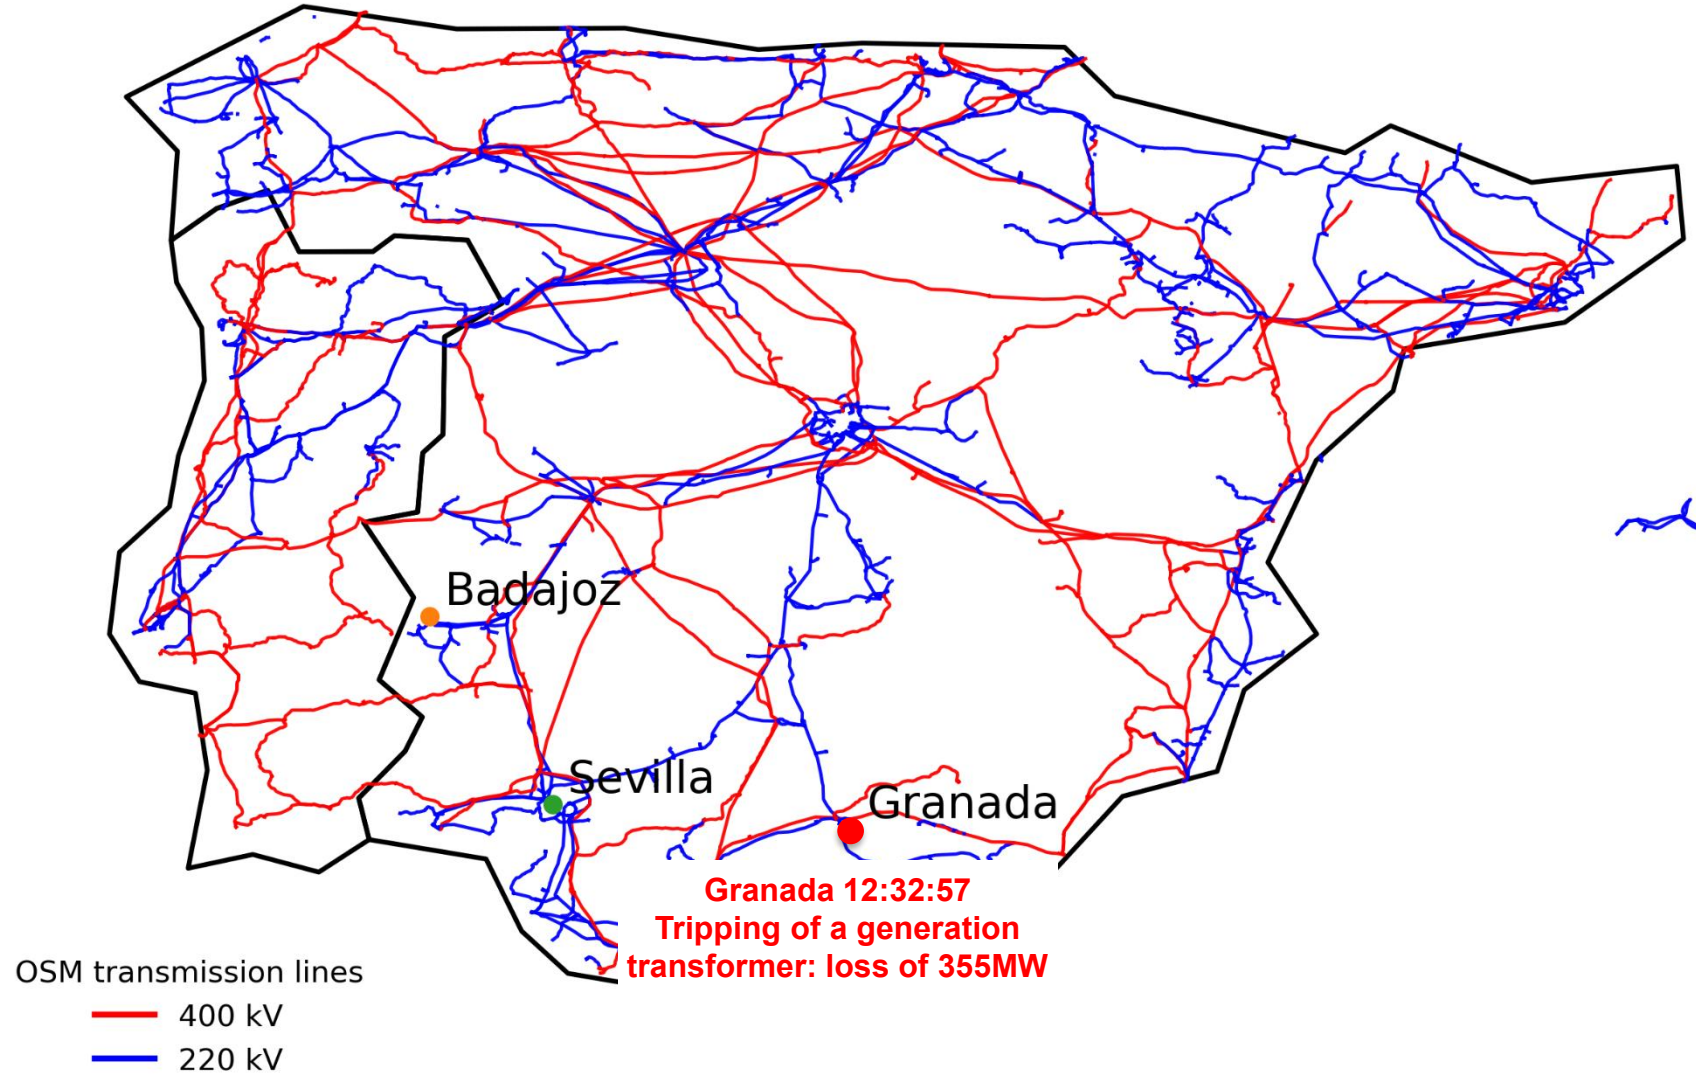 Badajoz
Sevilla
Granada
Granada 12:32:57
Tripping of a generation
transformer: loss of 355MW
OSM transmission lines
400 kV
220 kV